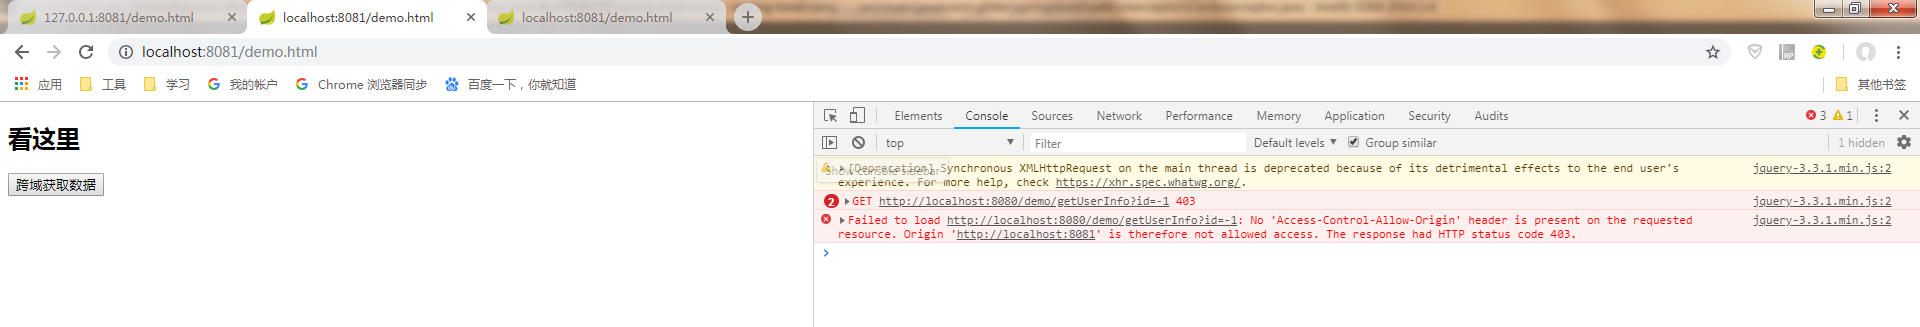 127.0.0.1:8081/demo.html
localhost:8081/demo.html
localhost:8081/demo.html
localhost:8081/demo.html
应用 工具 学习 我的帐户 Chrome 浏览器同步 百度一下，你就知道 其他书签
看这里
跨域获取数据
Elements Console Sources Network Performance Memory Application Security Audits 3 1
top Filter Default levels Group similar 1 hidden
[Deprecation] Synchronous XMLHttpRequest on the main thread is deprecated because of its detrimental effects to the end user's jquery-3.3.1.min.js:2
Show console sidebar
experience. For more help, check https://xhr.spec.whatwg.org/.
2 GET http://localhost:8080/demo/getUserInfo?id=-1 403 jquery-3.3.1.min.js:2
Failed to load http://localhost:8080/demo/getUserInfo?id=-1: No 'Access-Control-Allow-Origin' header is present on the requested jquery-3.3.1.min.js:2
resource. Origin 'http://localhost:8081' is therefore not allowed access. The response had HTTP status code 403.